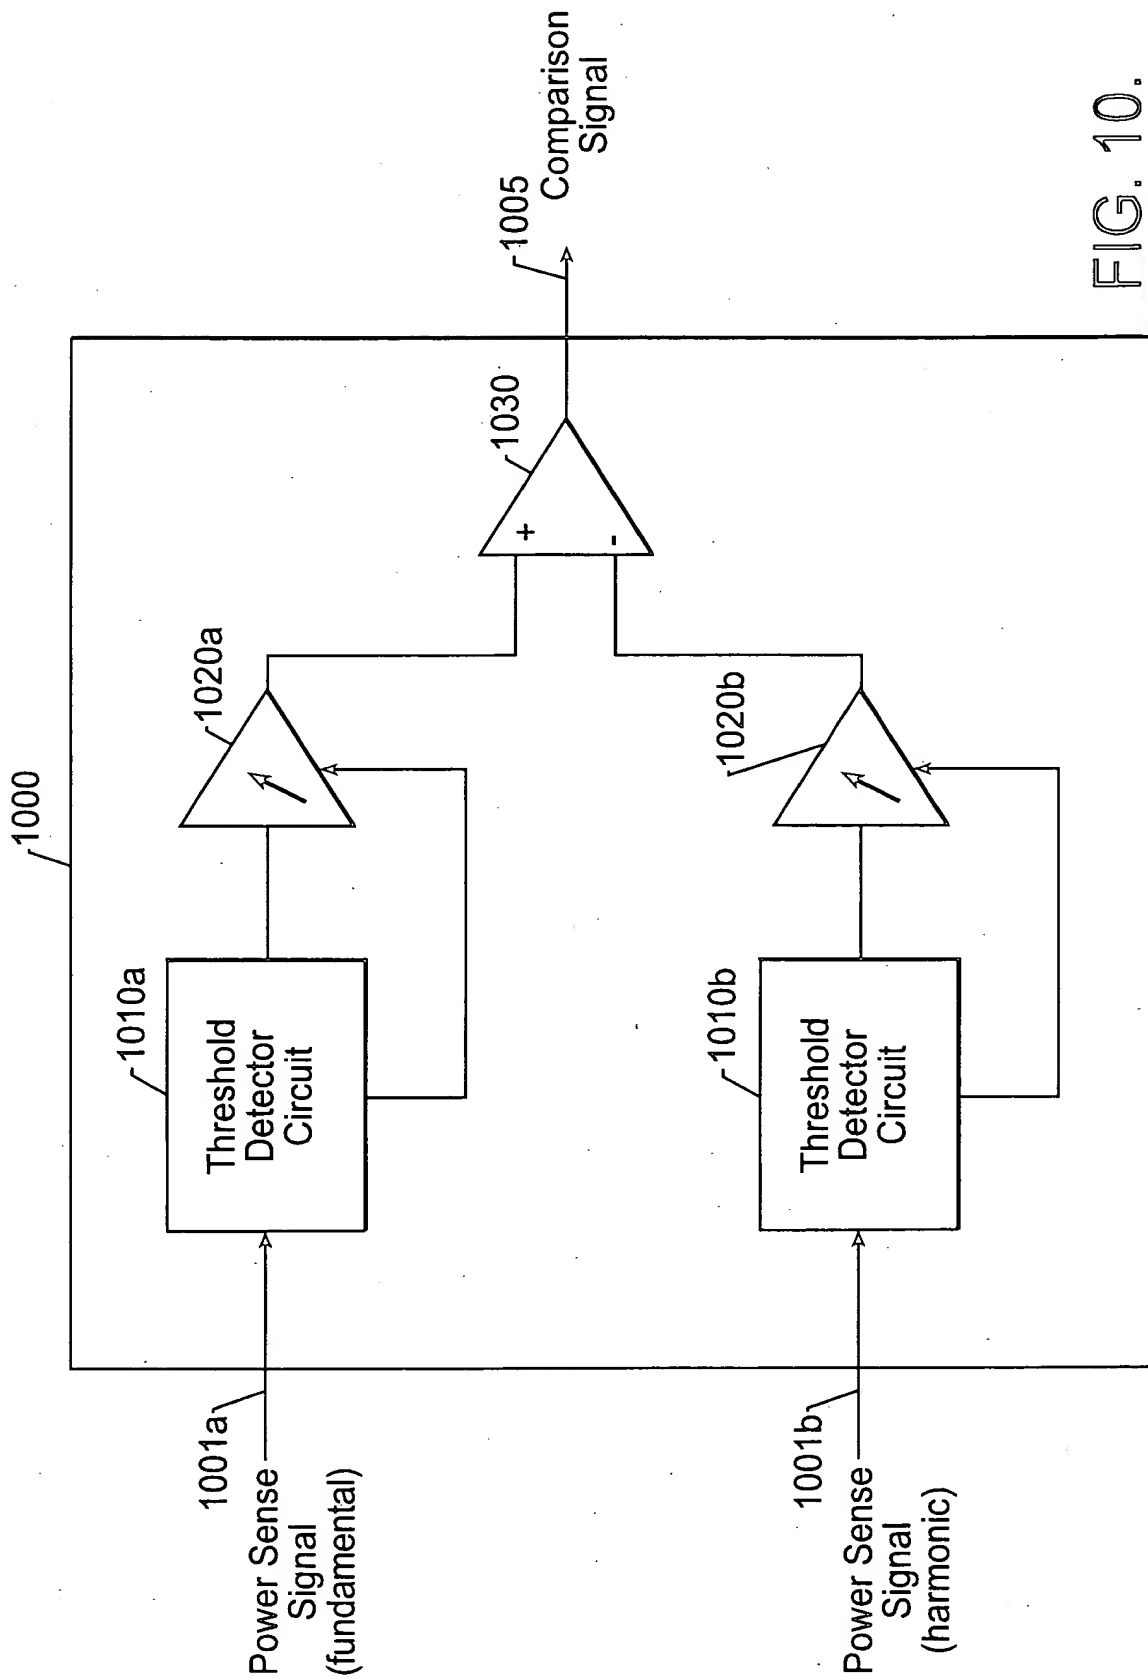 1000
1001a
Power Sense
Signal
(fundamental)
1010a
Threshold
Detector
Circuit
1020a
1030
+
-
1005
Comparison
Signal
1001b
Power Sense
Signal
(harmonic)
1010b
Threshold
Detector
Circuit
1020b
FIG. 10.